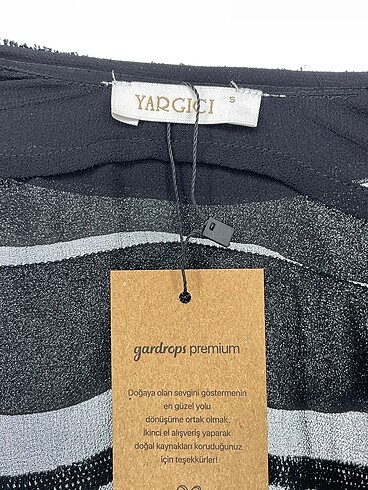 YARGICI S
gardrops premium
Doğaya olan sevgini göstermenin
en güzel yolu
dönüşüme ortak olmak,
İkinci el alışveriş yaparak
doğal kaynakları koruduğunuz
için teşekkürler!